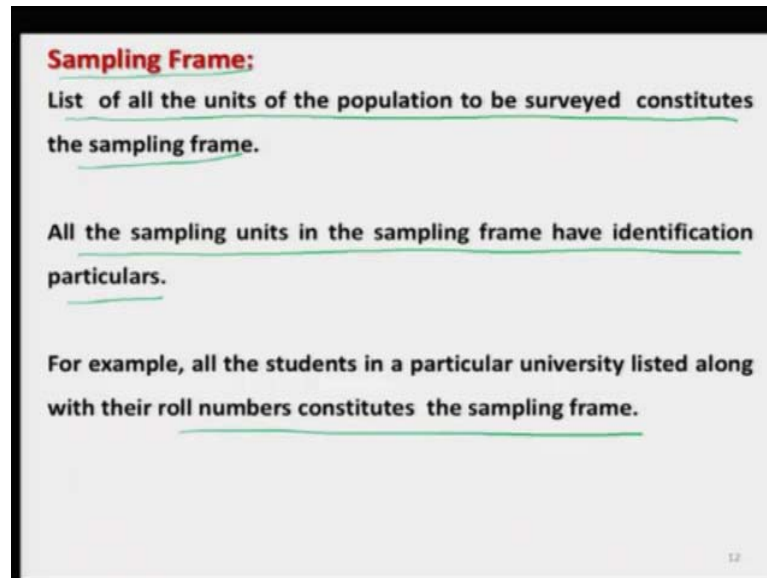 Sampling Frame:
List of all the units of the population to be surveyed constitutes
the sampling frame.
All the sampling units in the sampling frame have identification
particulars.
For example, all the students in a particular university listed along
with their roll numbers constitutes the sampling frame.
12